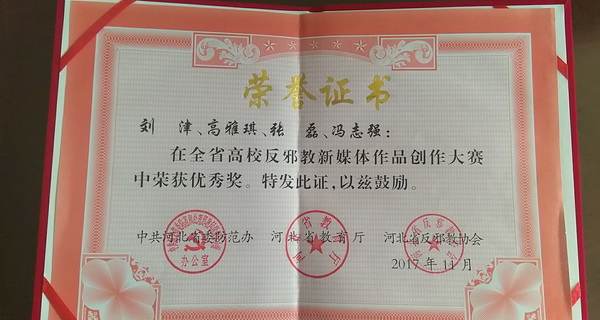 荣誉证书
刘 津、高雅琪、张 磊、冯志强：
在全省高校反邪教新媒体作品创作大赛
中荣获优秀奖。特发此证，以兹鼓励。
中共河北省委防范办 河北省教育厅 河北省反邪教协会
办公室
2017年11月